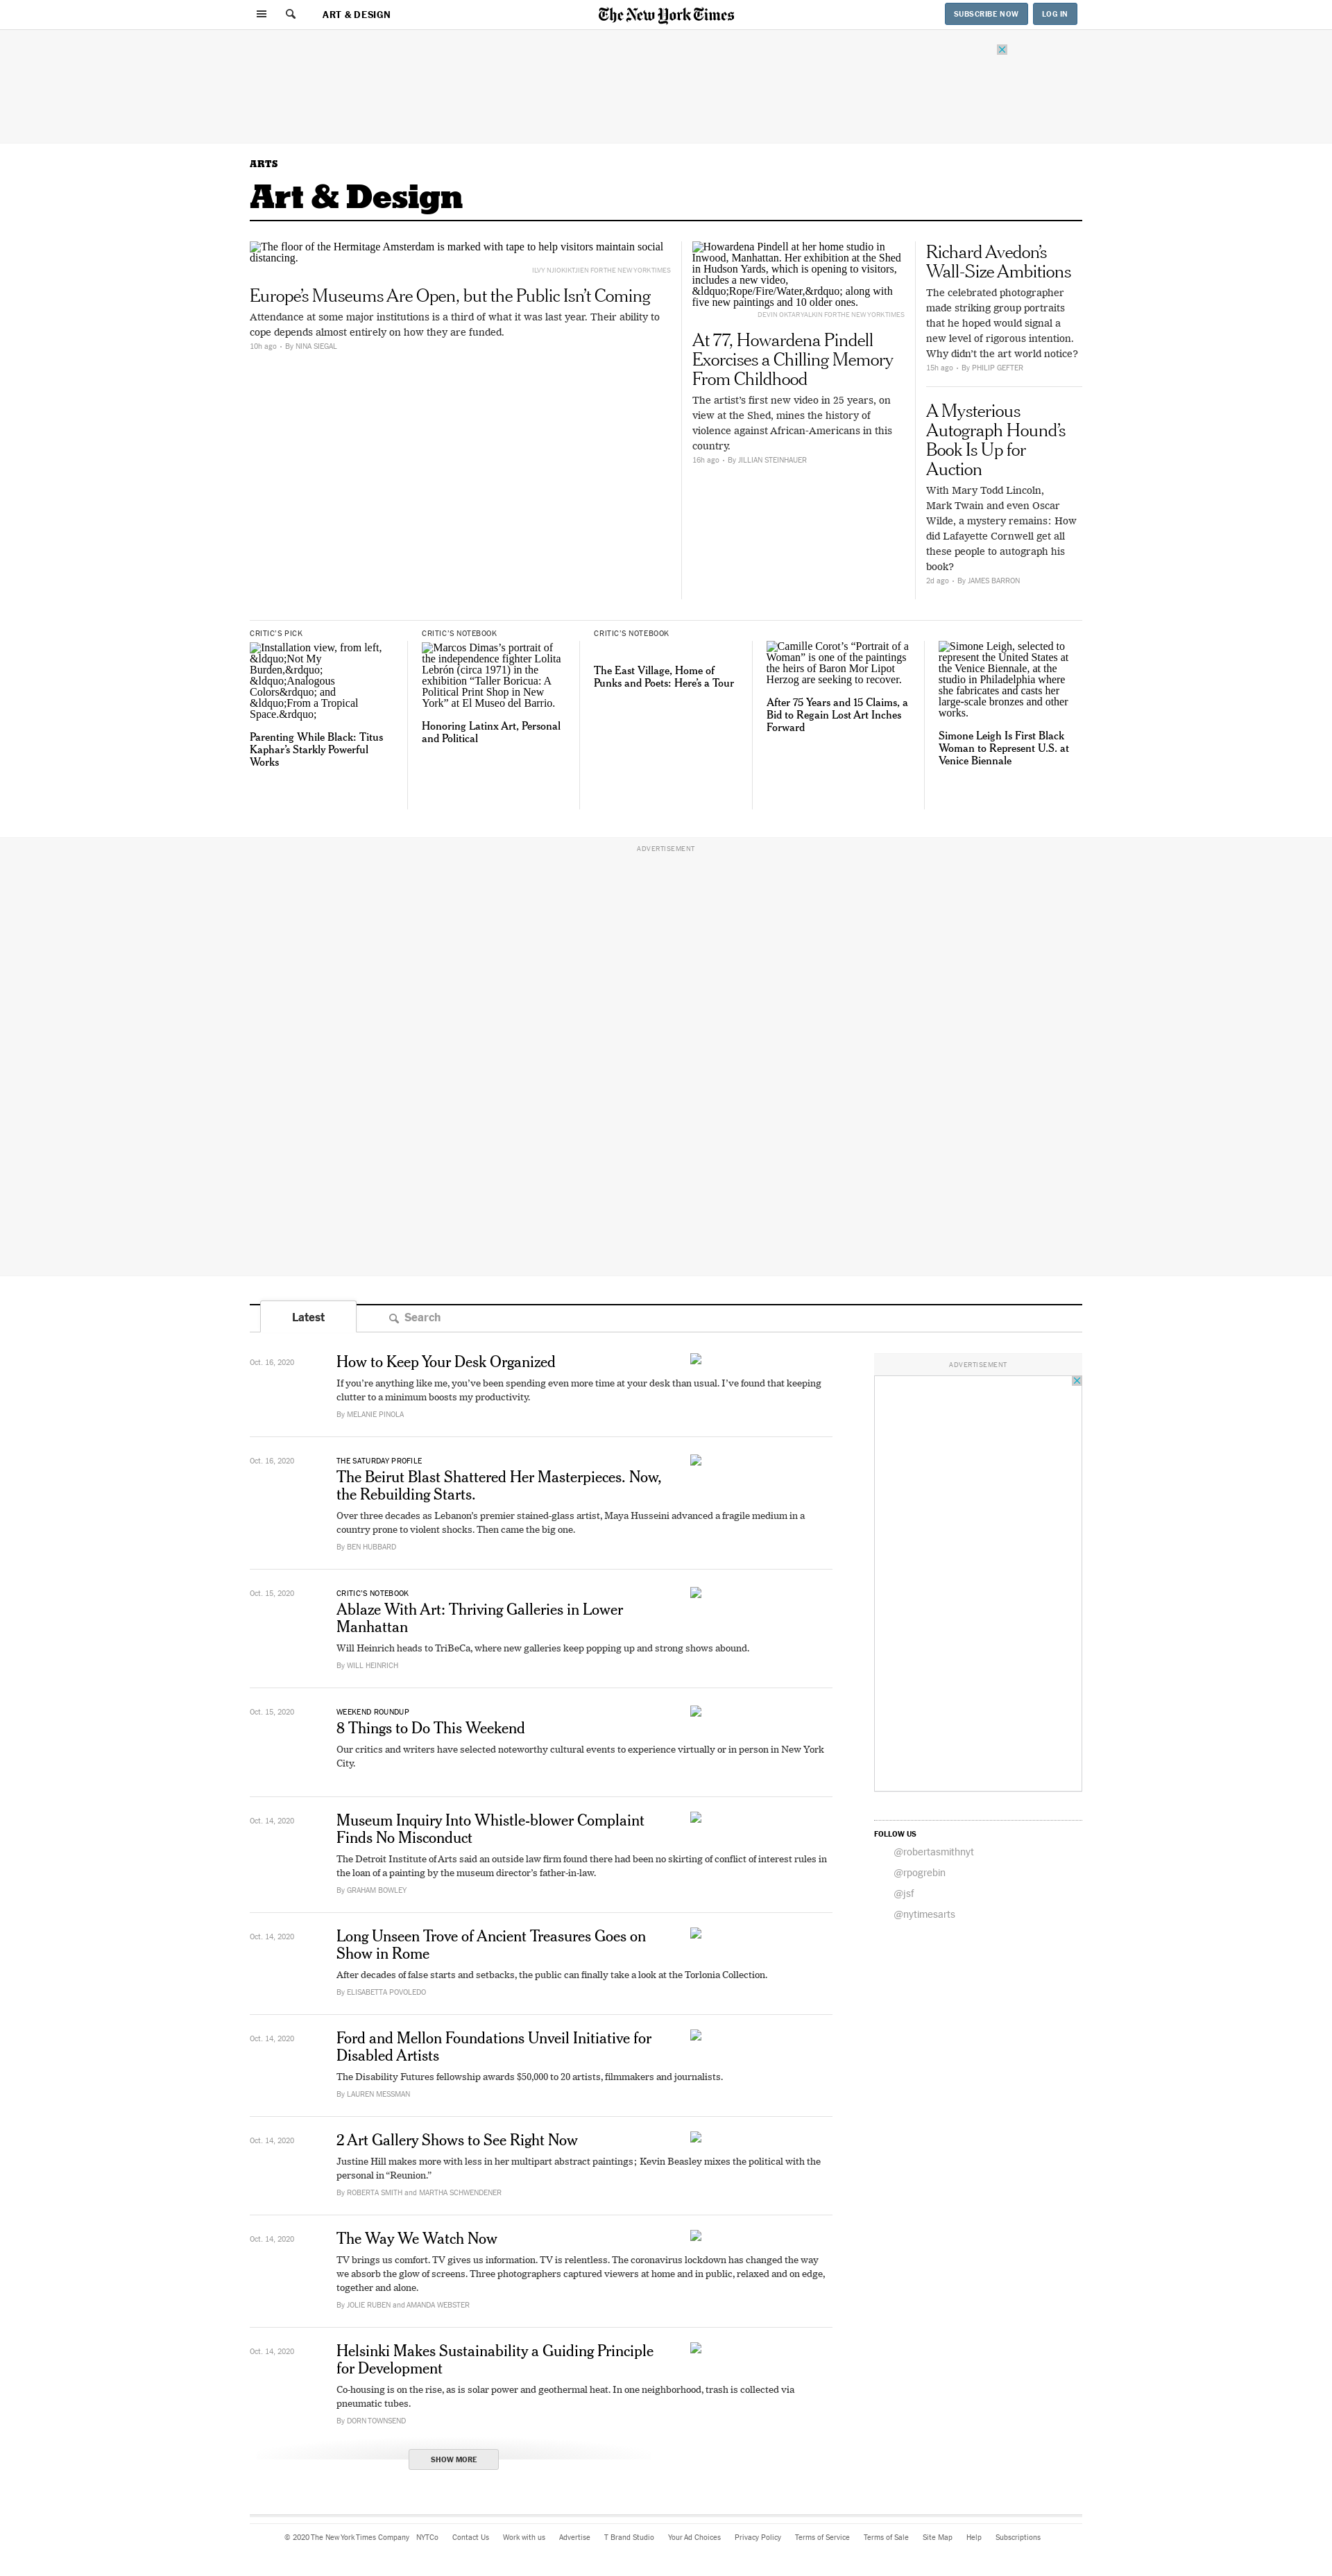 ART & DESIGN
The New York Times
SUBSCRIBE NOW
LOG IN
ARTS
Art & Design
The floor of the Hermitage Amsterdam is marked with tape to help visitors maintain social
distancing.
ILVY NJIOKIKTJIEN FOR THE NEW YORK TIMES
Europe’s Museums Are Open, but the Public Isn’t Coming
Attendance at some major institutions is a third of what it was last year. Their ability to
cope depends almost entirely on how they are funded.
10h ago • By NINA SIEGAL
Howardena Pindell at her home studio in
Inwood, Manhattan. Her exhibition at the Shed
in Hudson Yards, which is opening to visitors,
includes a new video,
&ldquo;Rope/Fire/Water,&rdquo; along with
five new paintings and 10 older ones.
DEVIN OKTAR YALKIN FOR THE NEW YORK TIMES
At 77, Howardena Pindell
Exorcises a Chilling Memory
From Childhood
The artist’s first new video in 25 years, on
view at the Shed, mines the history of
violence against African-Americans in this
country.
16h ago • By JILLIAN STEINHAUER
Richard Avedon’s
Wall-Size Ambitions
The celebrated photographer
made striking group portraits
that he hoped would signal a
new level of rigorous intention.
Why didn’t the art world notice?
15h ago • By PHILIP GEFTER
A Mysterious
Autograph Hound’s
Book Is Up for
Auction
With Mary Todd Lincoln,
Mark Twain and even Oscar
Wilde, a mystery remains: How
did Lafayette Cornwell get all
these people to autograph his
book?
2d ago • By JAMES BARRON
CRITIC’S PICK
Installation view, from left,
&ldquo;Not My
Burden,&rdquo;
&ldquo;Analogous
Colors&rdquo; and
&ldquo;From a Tropical
Space.&rdquo;
Parenting While Black: Titus
Kaphar’s Starkly Powerful
Works
CRITIC’S NOTEBOOK
Marcos Dimas’s portrait of
the independence fighter Lolita
Lebrón (circa 1971) in the
exhibition “Taller Boricua: A
Political Print Shop in New
York” at El Museo del Barrio.
Honoring Latinx Art, Personal
and Political
CRITIC’S NOTEBOOK
The East Village, Home of
Punks and Poets: Here’s a Tour
Camille Corot’s “Portrait of a
Woman” is one of the paintings
the heirs of Baron Mor Lipot
Herzog are seeking to recover.
After 75 Years and 15 Claims, a
Bid to Regain Lost Art Inches
Forward
Simone Leigh, selected to
represent the United States at
the Venice Biennale, at the
studio in Philadelphia where
she fabricates and casts her
large-scale bronzes and other
works.
Simone Leigh Is First Black
Woman to Represent U.S. at
Venice Biennale
ADVERTISEMENT
Latest
Search
Oct. 16, 2020
How to Keep Your Desk Organized
If you’re anything like me, you’ve been spending even more time at your desk than usual. I’ve found that keeping
clutter to a minimum boosts my productivity.
By MELANIE PINOLA
Oct. 16, 2020
THE SATURDAY PROFILE
The Beirut Blast Shattered Her Masterpieces. Now,
the Rebuilding Starts.
Over three decades as Lebanon’s premier stained-glass artist, Maya Husseini advanced a fragile medium in a
country prone to violent shocks. Then came the big one.
By BEN HUBBARD
Oct. 15, 2020
CRITIC’S NOTEBOOK
Ablaze With Art: Thriving Galleries in Lower
Manhattan
Will Heinrich heads to TriBeCa, where new galleries keep popping up and strong shows abound.
By WILL HEINRICH
Oct. 15, 2020
WEEKEND ROUNDUP
8 Things to Do This Weekend
Our critics and writers have selected noteworthy cultural events to experience virtually or in person in New York
City.
Oct. 14, 2020
Museum Inquiry Into Whistle-blower Complaint
Finds No Misconduct
The Detroit Institute of Arts said an outside law firm found there had been no skirting of conflict of interest rules in
the loan of a painting by the museum director’s father-in-law.
By GRAHAM BOWLEY
Oct. 14, 2020
Long Unseen Trove of Ancient Treasures Goes on
Show in Rome
After decades of false starts and setbacks, the public can finally take a look at the Torlonia Collection.
By ELISABETTA POVOLEDO
Oct. 14, 2020
Ford and Mellon Foundations Unveil Initiative for
Disabled Artists
The Disability Futures fellowship awards $50,000 to 20 artists, filmmakers and journalists.
By LAUREN MESSMAN
Oct. 14, 2020
2 Art Gallery Shows to See Right Now
Justine Hill makes more with less in her multipart abstract paintings; Kevin Beasley mixes the political with the
personal in “Reunion.”
By ROBERTA SMITH and MARTHA SCHWENDENER
Oct. 14, 2020
The Way We Watch Now
TV brings us comfort. TV gives us information. TV is relentless. The coronavirus lockdown has changed the way
we absorb the glow of screens. Three photographers captured viewers at home and in public, relaxed and on edge,
together and alone.
By JOLIE RUBEN and AMANDA WEBSTER
Oct. 14, 2020
Helsinki Makes Sustainability a Guiding Principle
for Development
Co-housing is on the rise, as is solar power and geothermal heat. In one neighborhood, trash is collected via
pneumatic tubes.
By DORN TOWNSEND
SHOW MORE
ADVERTISEMENT
FOLLOW US
@robertasmithnyt
@rpogrebin
@jsf
@nytimesarts
© 2020 The New York Times Company NYTCo Contact Us Work with us Advertise T Brand Studio Your Ad Choices Privacy Policy Terms of Service Terms of Sale Site Map Help Subscriptions